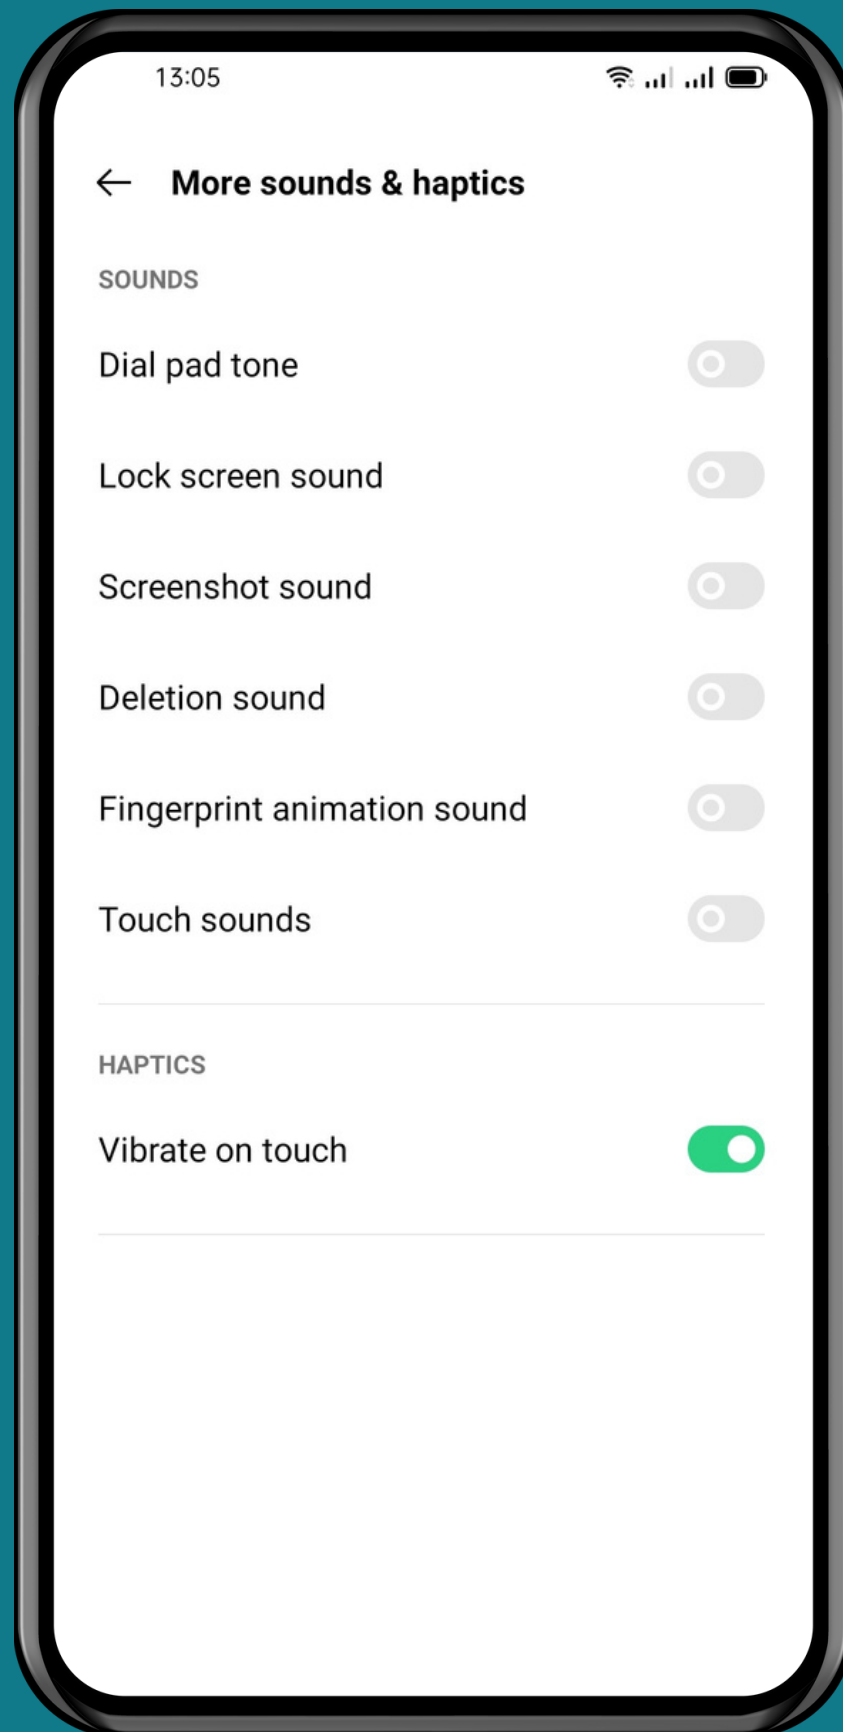 13:05
More sounds & haptics
SOUNDS
Dial pad tone
Lock screen sound
Screenshot sound
Deletion sound
Fingerprint animation sound
Touch sounds
HAPTICS
Vibrate on touch